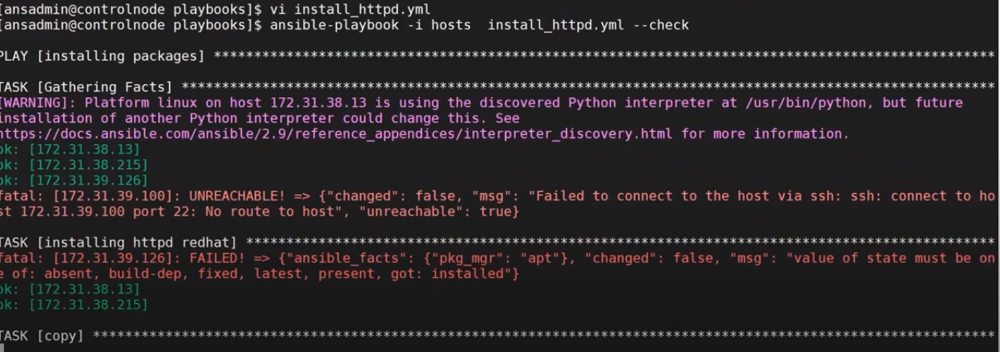 [ansadmin@controlnode playbooks]$ vi install_httpd.yml
[ansadmin@controlnode playbooks]$ ansible-playbook -i hosts  install_httpd.yml --check
PLAY [installing packages] *************************************************************************************************
TASK [Gathering Facts] *****************************************************************************************************
[WARNING]: Platform linux on host 172.31.38.13 is using the discovered Python interpreter at /usr/bin/python, but future
installation of another Python interpreter could change this. See
https://docs.ansible.com/ansible/2.9/reference_appendices/interpreter_discovery.html for more information.
ok: [172.31.38.13]
ok: [172.31.38.215]
ok: [172.31.39.126]
fatal: [172.31.39.100]: UNREACHABLE! => {"changed": false, "msg": "Failed to connect to the host via ssh: ssh: connect to ho
st 172.31.39.100 port 22: No route to host", "unreachable": true}
TASK [installing httpd redhat] *********************************************************************************************
fatal: [172.31.39.126]: FAILED! => {"ansible_facts": {"pkg_mgr": "apt"}, "changed": false, "msg": "value of state must be on
e of: absent, build-dep, fixed, latest, present, got: installed"}
ok: [172.31.38.13]
ok: [172.31.38.215]
TASK [copy] ****************************************************************************************************************